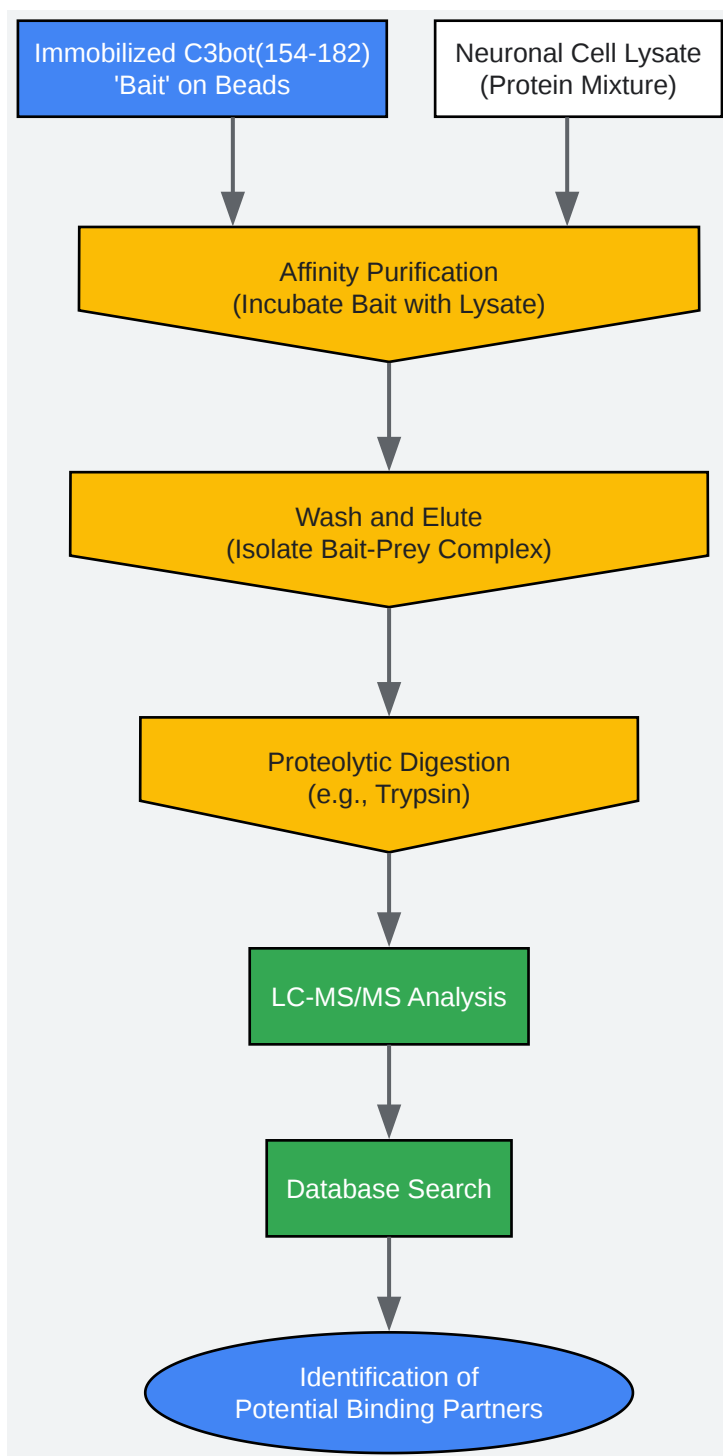 Immobilized C3bot(154-182)
'Bait' on Beads
Neuronal Cell Lysate
(Protein Mixture)
Affinity Purification
(Incubate Bait with Lysate)
Wash and Elute
(Isolate Bait-Prey Complex)
Proteolytic Digestion
(e.g., Trypsin)
LC-MS/MS Analysis
Database Search
Identification of
Potential Binding Partners